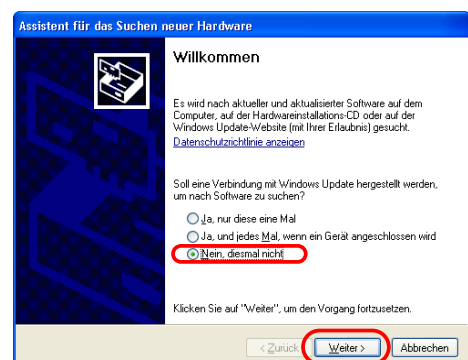 Assistent für das Suchen neuer Hardware
Willkommen
Es wird nach aktueller und aktualisierter Software auf dem
Computer, auf der Hardwareinstallations-CD oder auf der
Windows Update-Website (mit Ihrer Erlaubnis) gesucht.
Datenschutzrichtlinie anzeigen
Soll eine Verbindung mit Windows Update hergestellt werden,
um nach Software zu suchen?
Ja, nur diese eine Mal
Ja, und jedes Mal, wenn ein Gerät angeschlossen wird
Nein, diesmal nicht
Klicken Sie auf "Weiter", um den Vorgang fortzusetzen.
< Zurück
Weiter >
Abbrechen